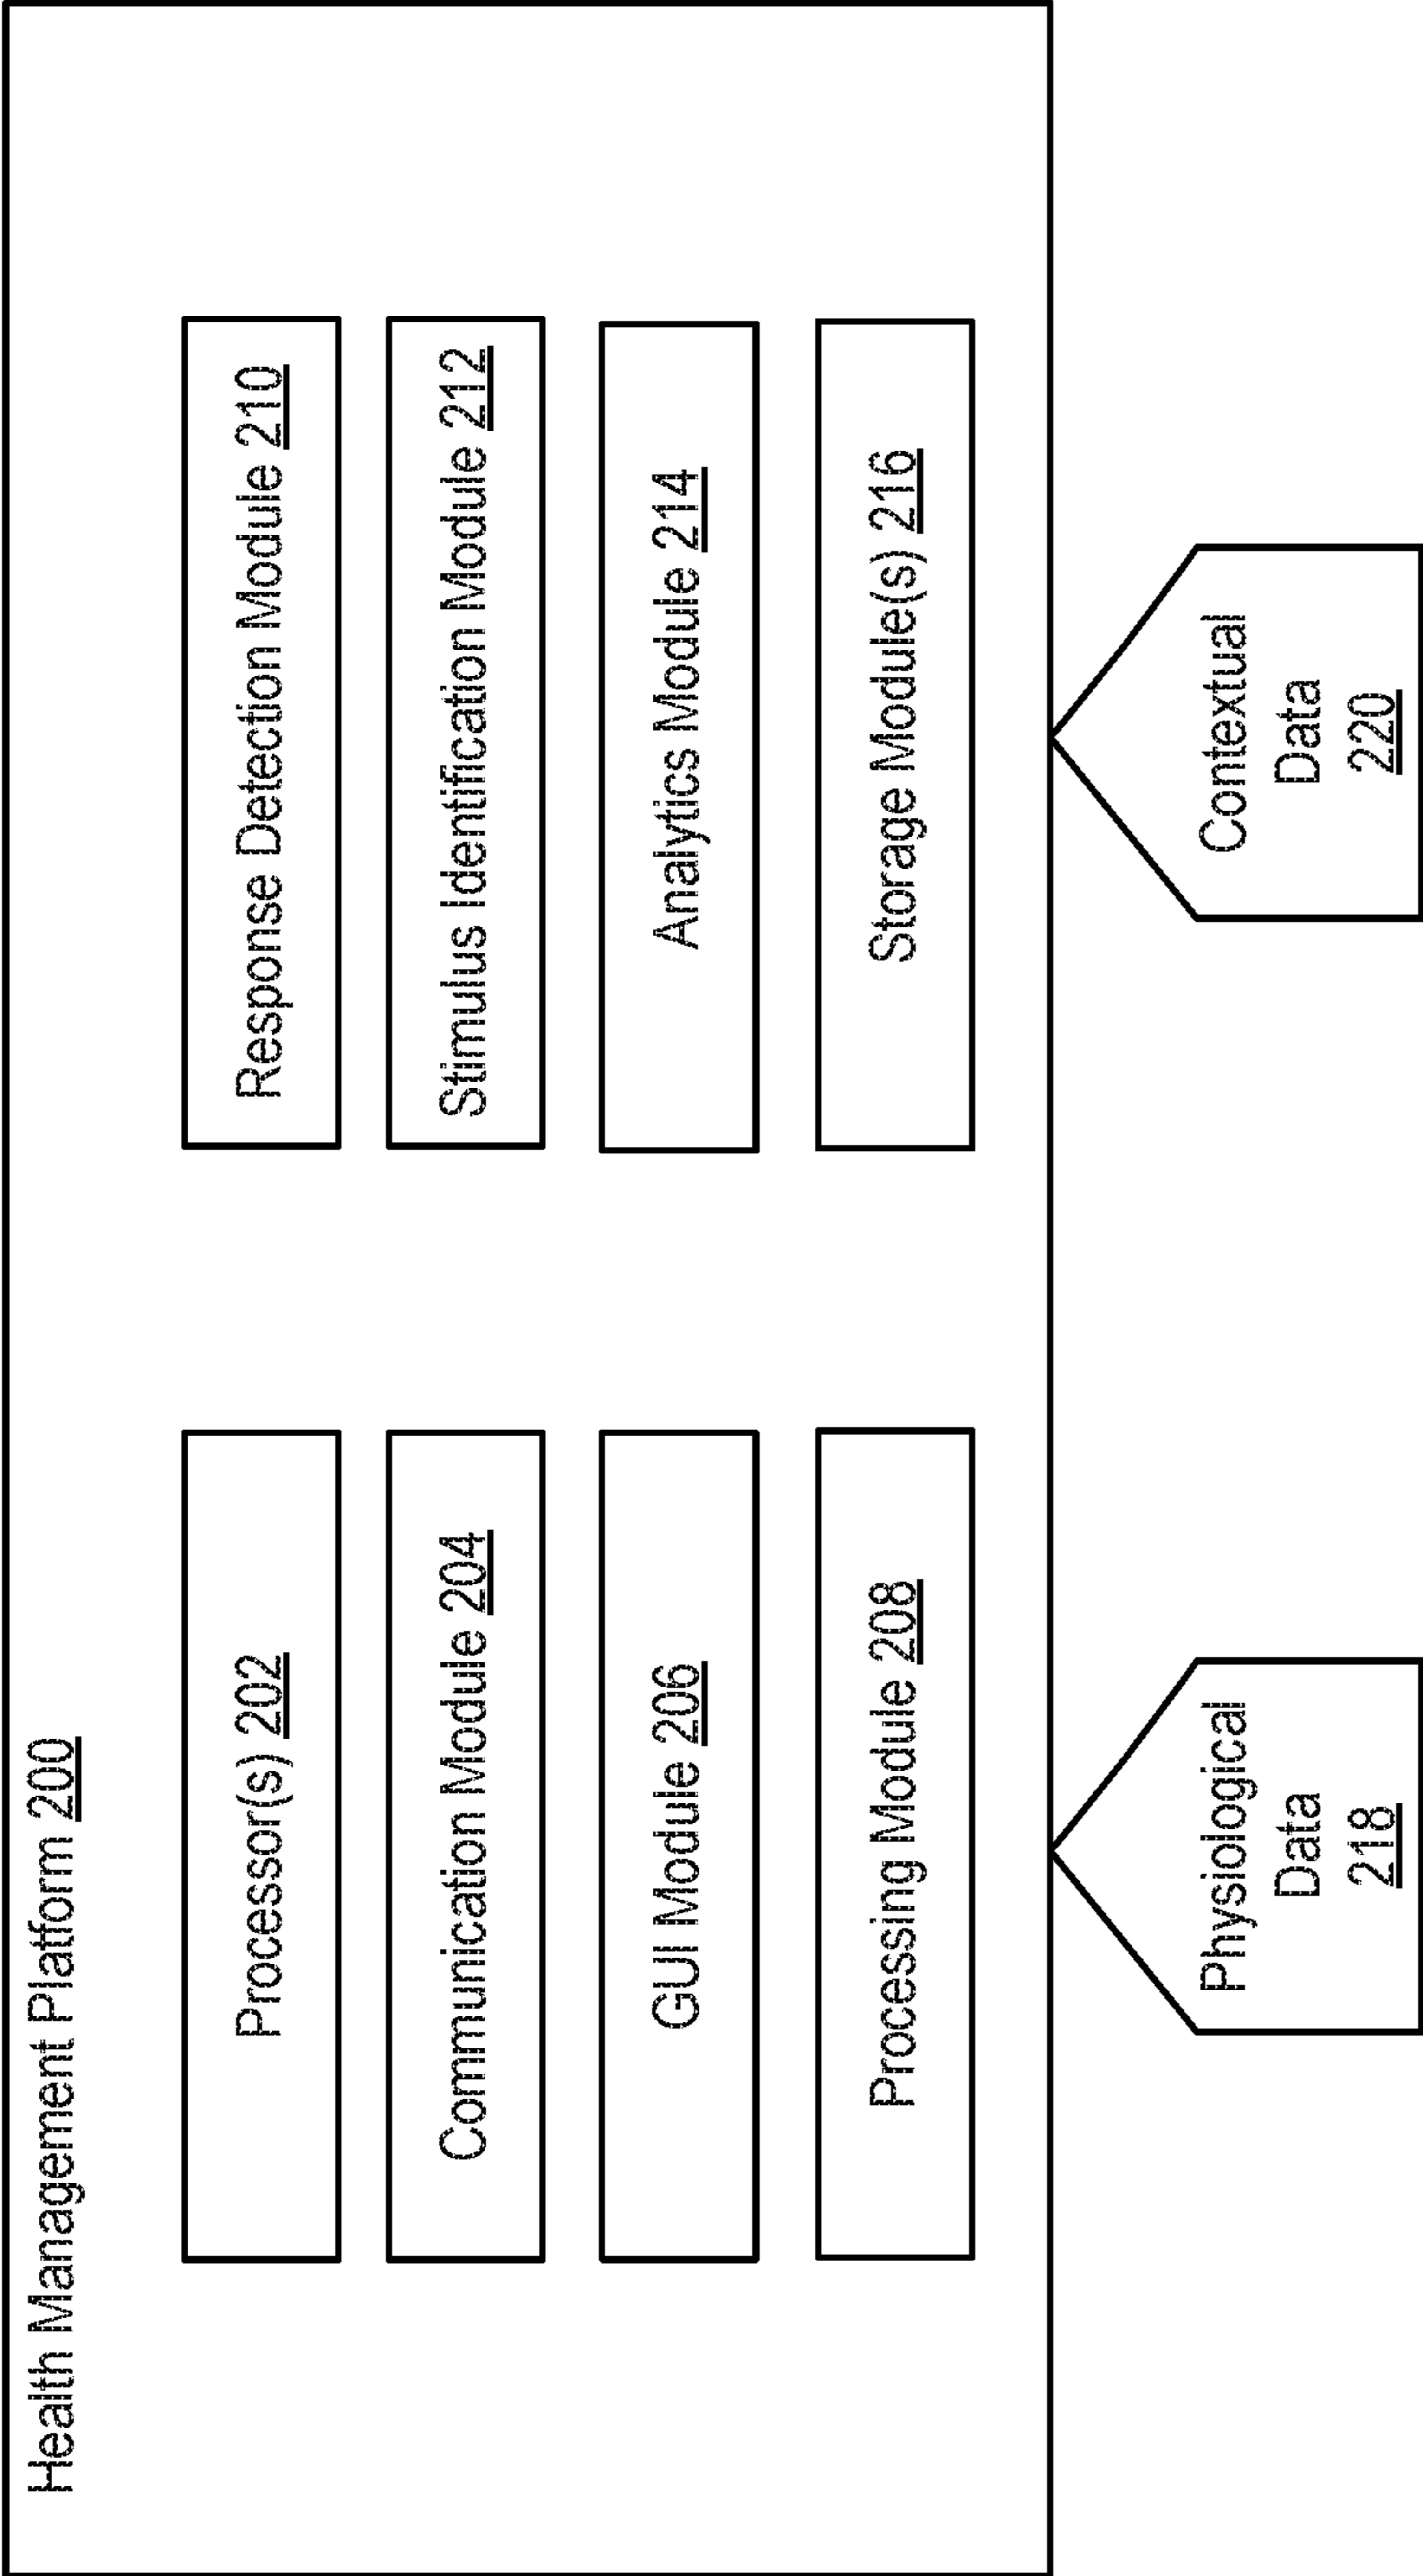 Health Management Platform 200
Processor(s) 202
Communication Module 204
GUI Module 206
Processing Module 208
Response Detection Module 210
Stimulus Identification Module 212
Analytics Module 214
Storage Module(s) 216
Physiological
Data
218
Contextual
Data
220